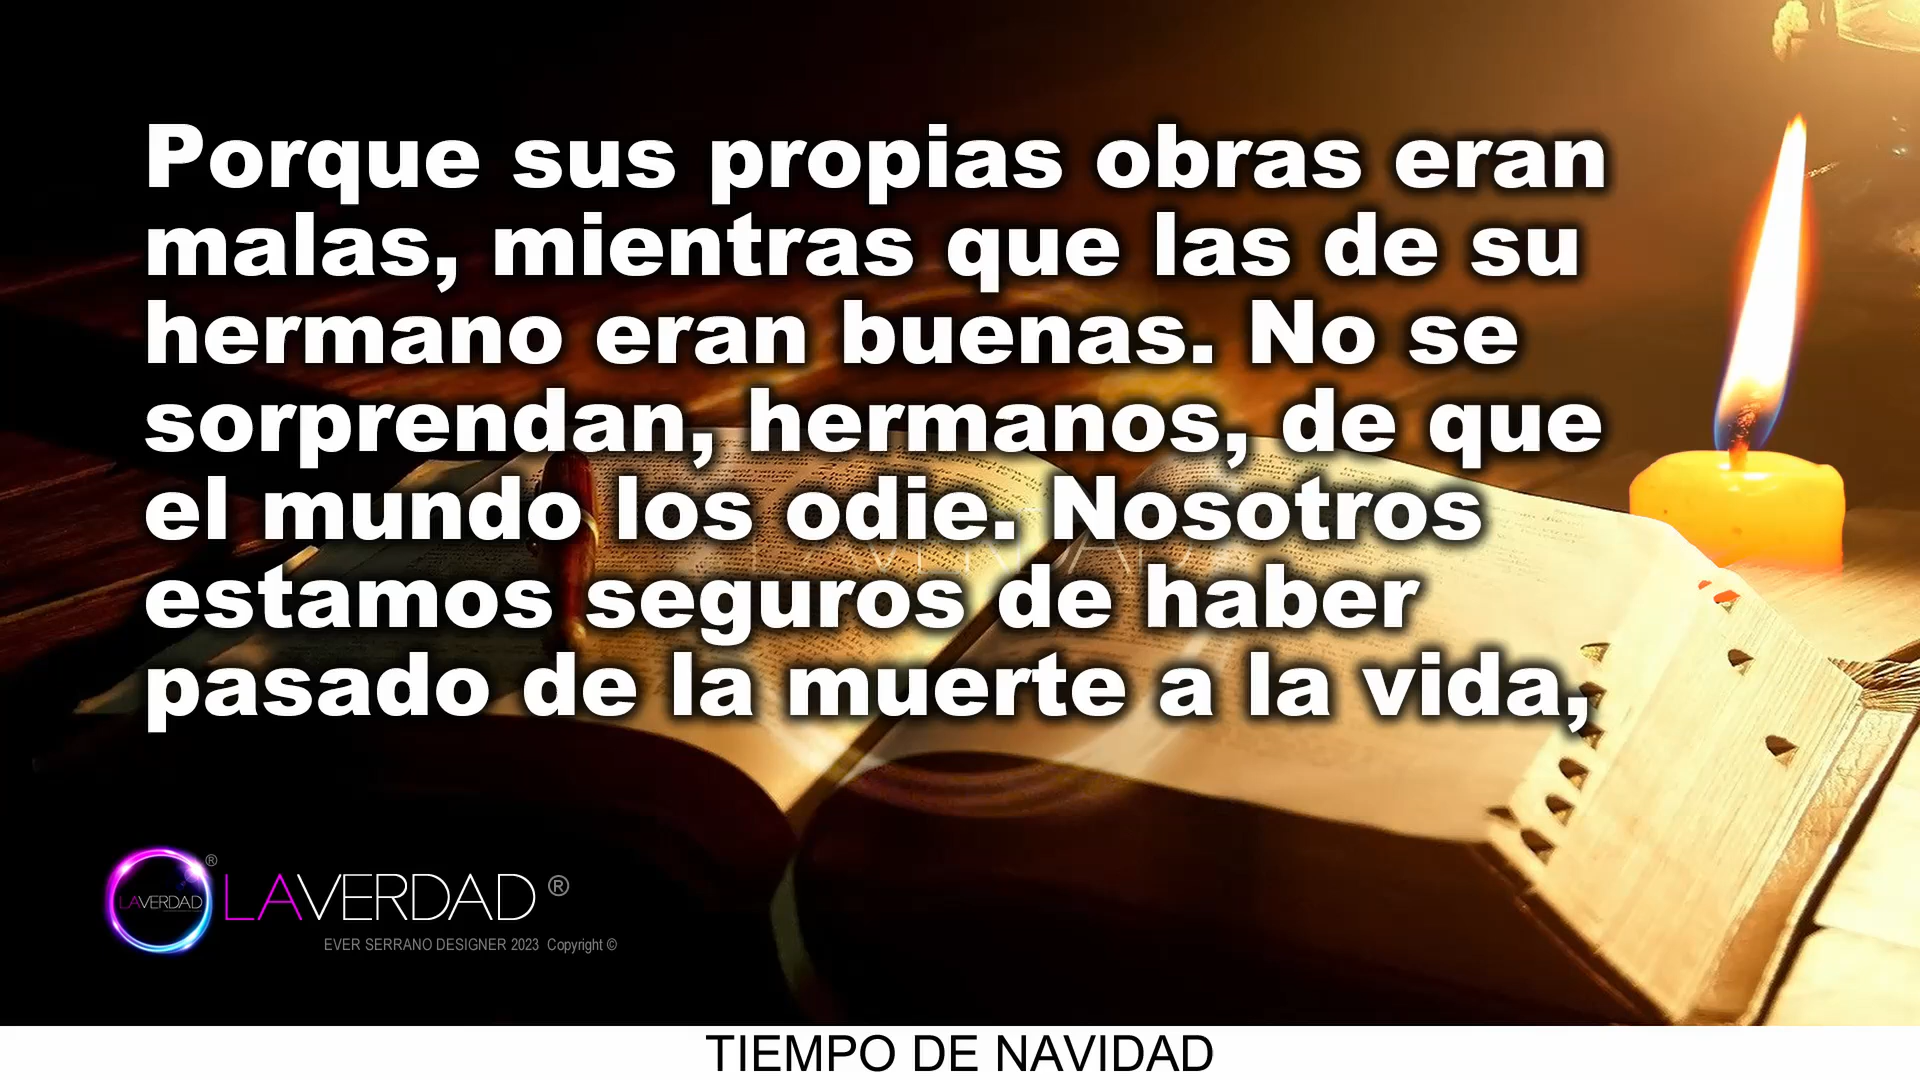 Porque sus propias obras eran
malas, mientras que las de su
hermano eran buenas. No se
sorprendan, hermanos, de que
el mundo los odie. Nosotros
estamos seguros de haber
pasado de la muerte a la vida,
LAVERDAD
LAVERDAD ®
LAVERDAD ®
EVER SERRANO DESIGNER 2023 Copyright ©
TIEMPO DE NAVIDAD